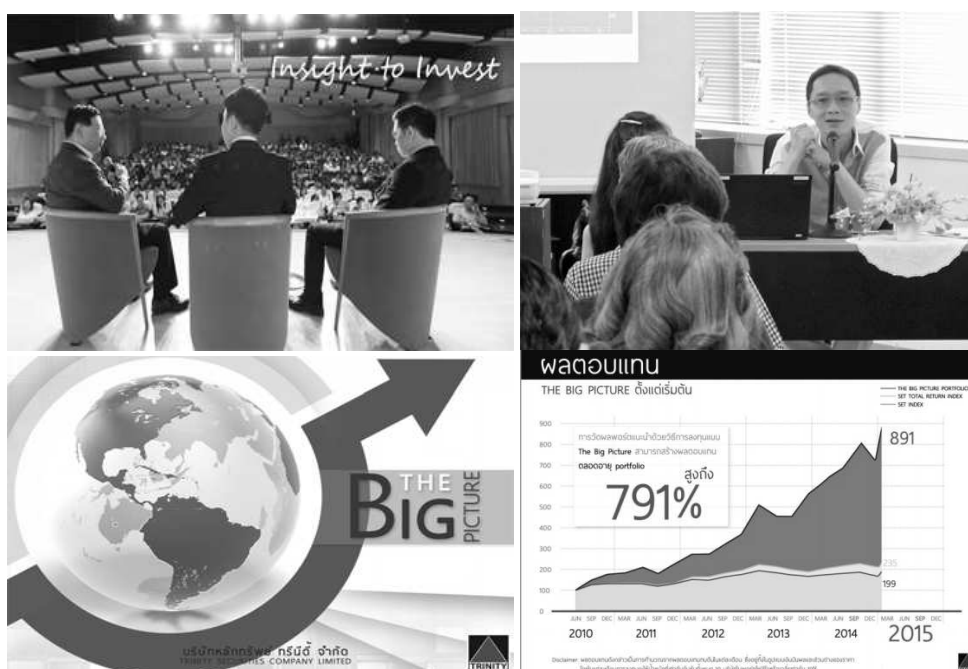 Insight to Invest
THE
BIG
PICTURE
บริษัทหลักทรัพย์ ทรีนีตี้ จำกัด
TRINITY SECURITIES COMPANY LIMITED
TRINITY
ผลตอบแทน
THE BIG PICTURE ตั้งแต่เริ่มต้น
THE BIG PICTURE PORTFOLIO
SET TOTAL RETURN INDEX
SET INDEX
การวัดผลพอร์ตแนะนำด้วยวิธีการลงทุนแบบ
The Big Picture สามารถสร้างผลตอบแทน
ตลอดอายุ portfolio
สูงถึง
791%
891
235
199
900
800
700
600
500
400
300
200
100
0
JUN SEP DEC MAR JUN SEP DEC MAR JUN SEP DEC MAR JUN SEP DEC MAR JUN SEP DEC MAR JUN SEP DEC
2010 2011 2012 2013 2014 2015